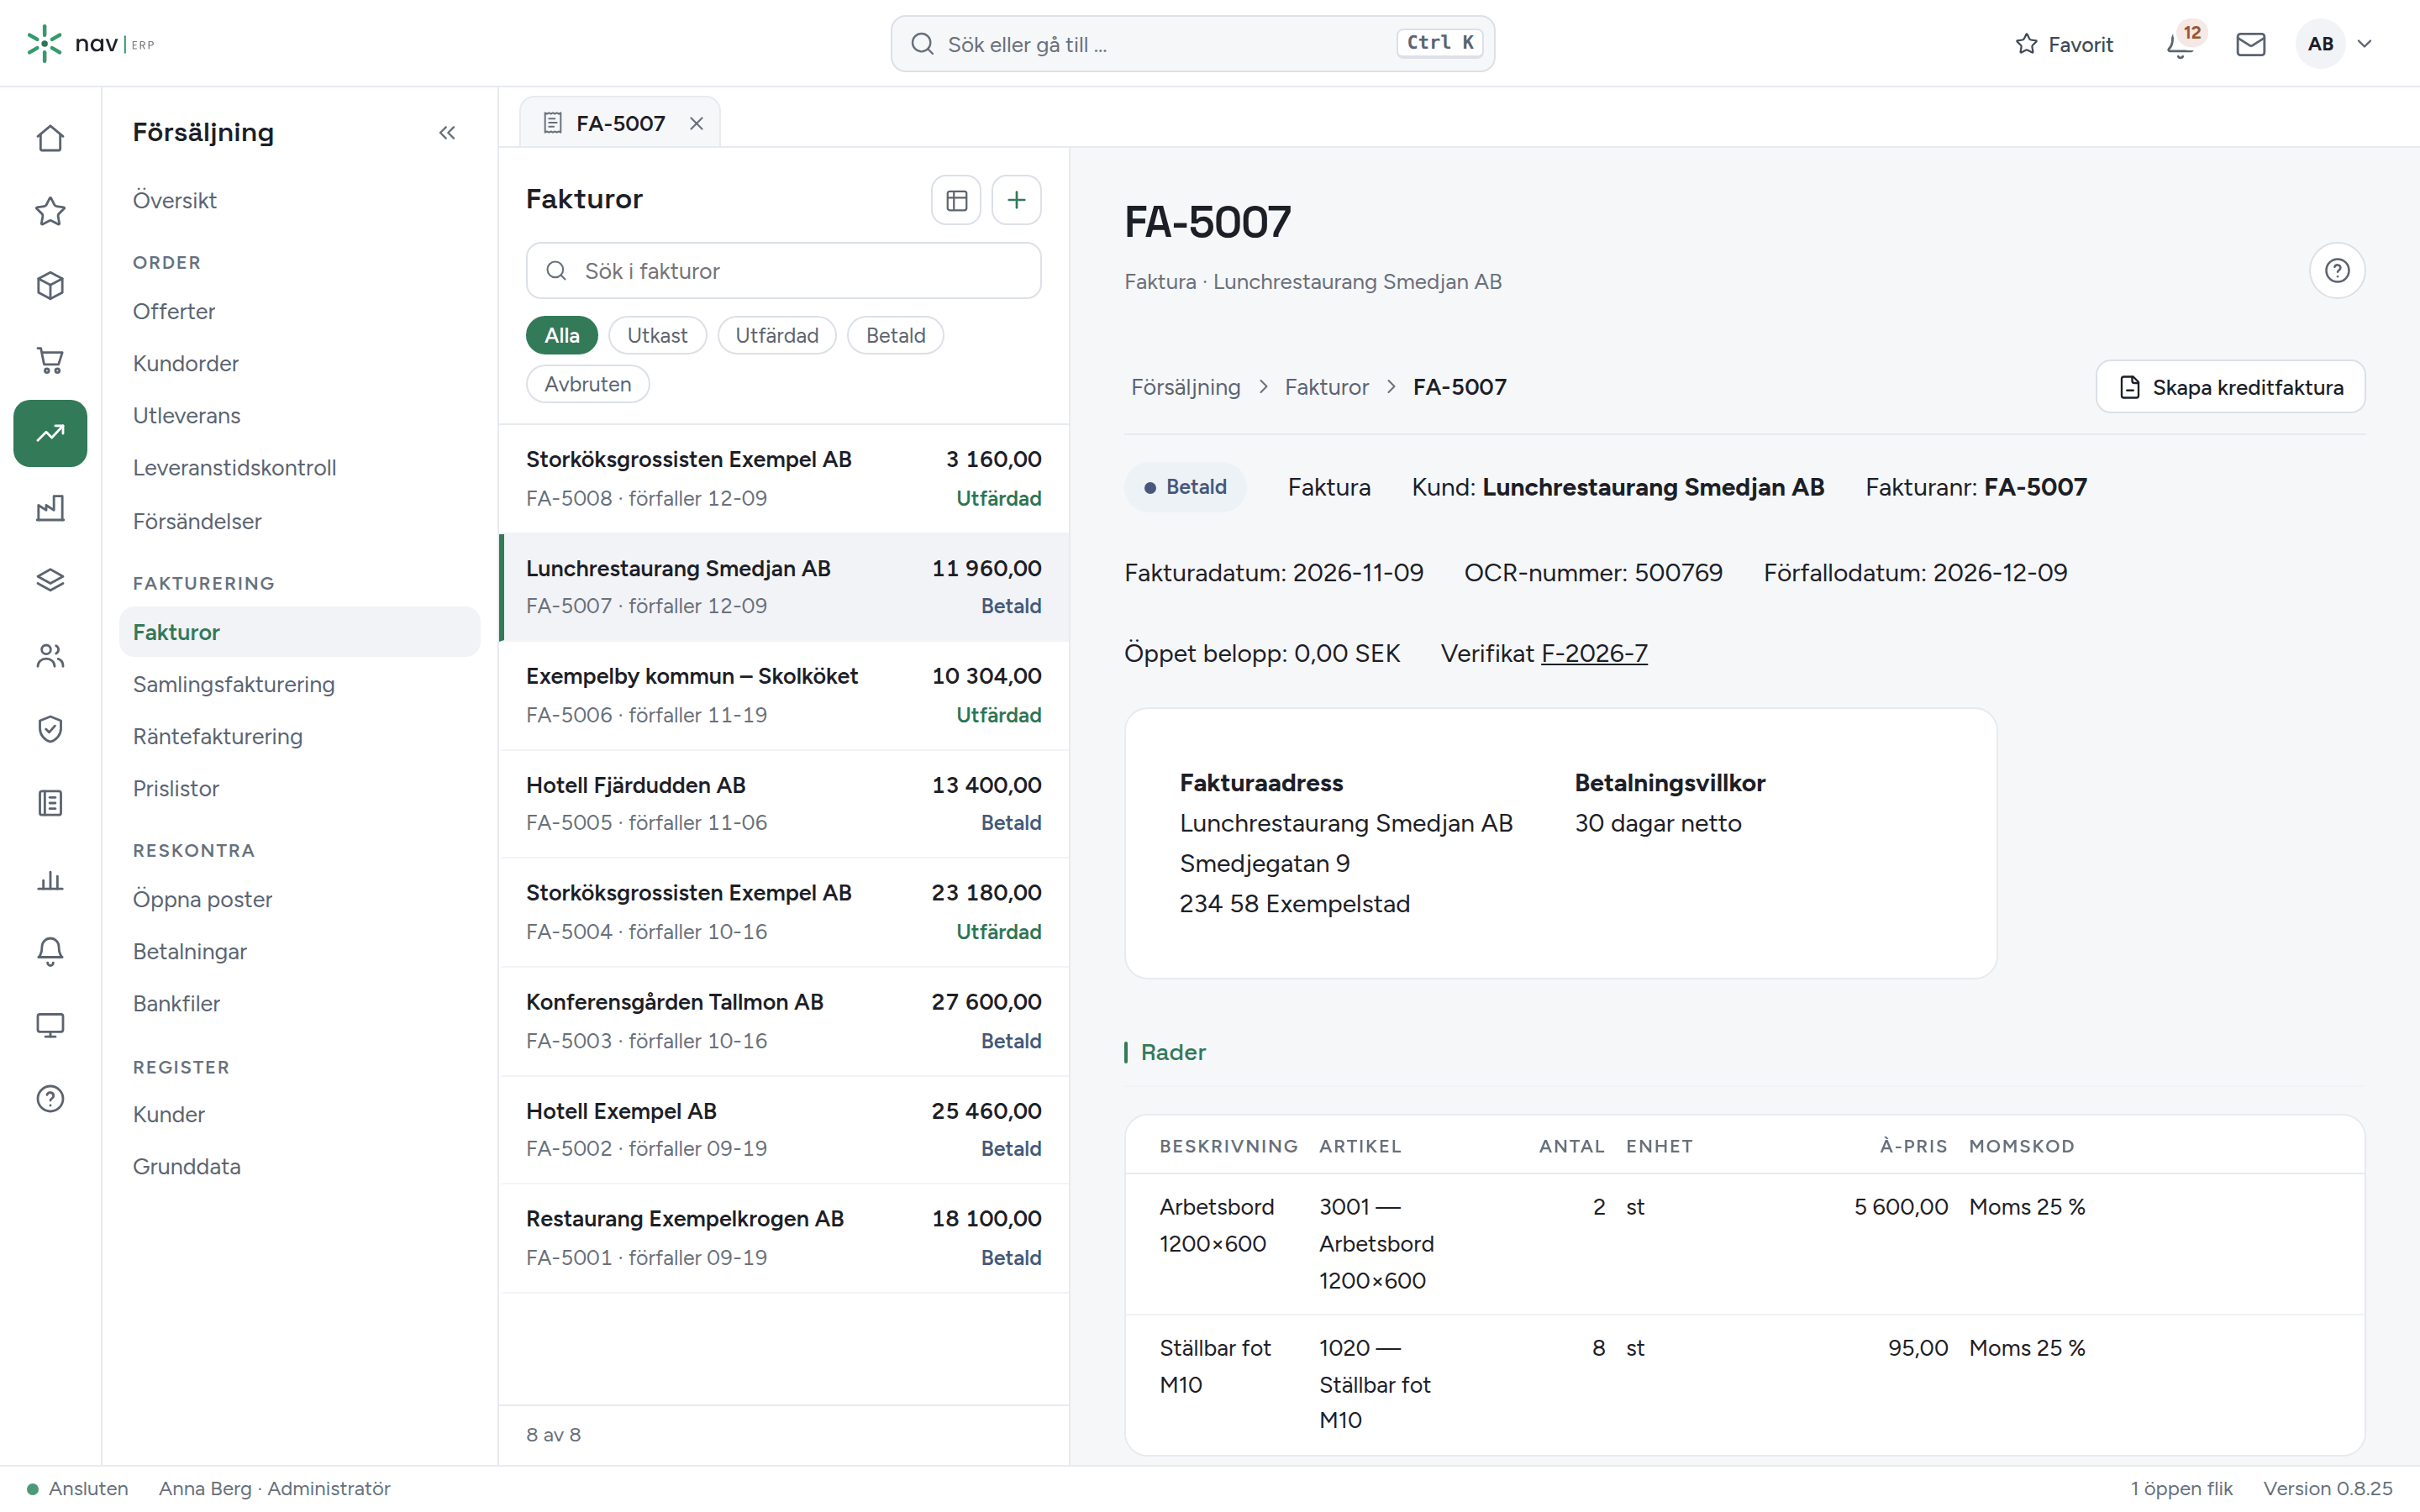 nav | ERP
Sök eller gå till ...
Ctrl K
Favorit
12
AB
Försäljning
Översikt
ORDER
Offerter
Kundorder
Utleverans
Leveranstidskontroll
Försändelser
FAKTURERING
Fakturor
Samlingsfakturering
Räntefakturering
Prislistor
RESKONTRA
Öppna poster
Betalningar
Bankfiler
REGISTER
Kunder
Grunddata
FA-5007
Fakturor
Sök i fakturor
Alla Utkast Utfärdad Betald
Avbruten
Storköksgrossisten Exempel AB 3 160,00
FA-5008 · förfaller 12-09 Utfärdad
Lunchrestaurang Smedjan AB 11 960,00
FA-5007 · förfaller 12-09 Betald
Exempelby kommun – Skolköket 10 304,00
FA-5006 · förfaller 11-19 Utfärdad
Hotell Fjärdudden AB 13 400,00
FA-5005 · förfaller 11-06 Betald
Storköksgrossisten Exempel AB 23 180,00
FA-5004 · förfaller 10-16 Utfärdad
Konferensgården Tallmon AB 27 600,00
FA-5003 · förfaller 10-16 Betald
Hotell Exempel AB 25 460,00
FA-5002 · förfaller 09-19 Betald
Restaurang Exempelkrogen AB 18 100,00
FA-5001 · förfaller 09-19 Betald
8 av 8
FA-5007
Faktura · Lunchrestaurang Smedjan AB
Försäljning Fakturor FA-5007
Skapa kreditfaktura
Betald Faktura Kund: Lunchrestaurang Smedjan AB Fakturanr: FA-5007
Fakturadatum: 2026-11-09 OCR-nummer: 500769 Förfallodatum: 2026-12-09
Öppet belopp: 0,00 SEK Verifikat F-2026-7
Fakturaadress Betalningsvillkor
Lunchrestaurang Smedjan AB 30 dagar netto
Smedjegatan 9
234 58 Exempelstad
Rader
BESKRIVNING ARTIKEL ANTAL ENHET À-PRIS MOMSKOD
Arbetsbord 3001 — 2 st 5 600,00 Moms 25 %
1200×600 Arbetsbord
1200×600
Ställbar fot 1020 — 8 st 95,00 Moms 25 %
M10 Ställbar fot
M10
Ansluten Anna Berg · Administratör
1 öppen flik Version 0.8.25